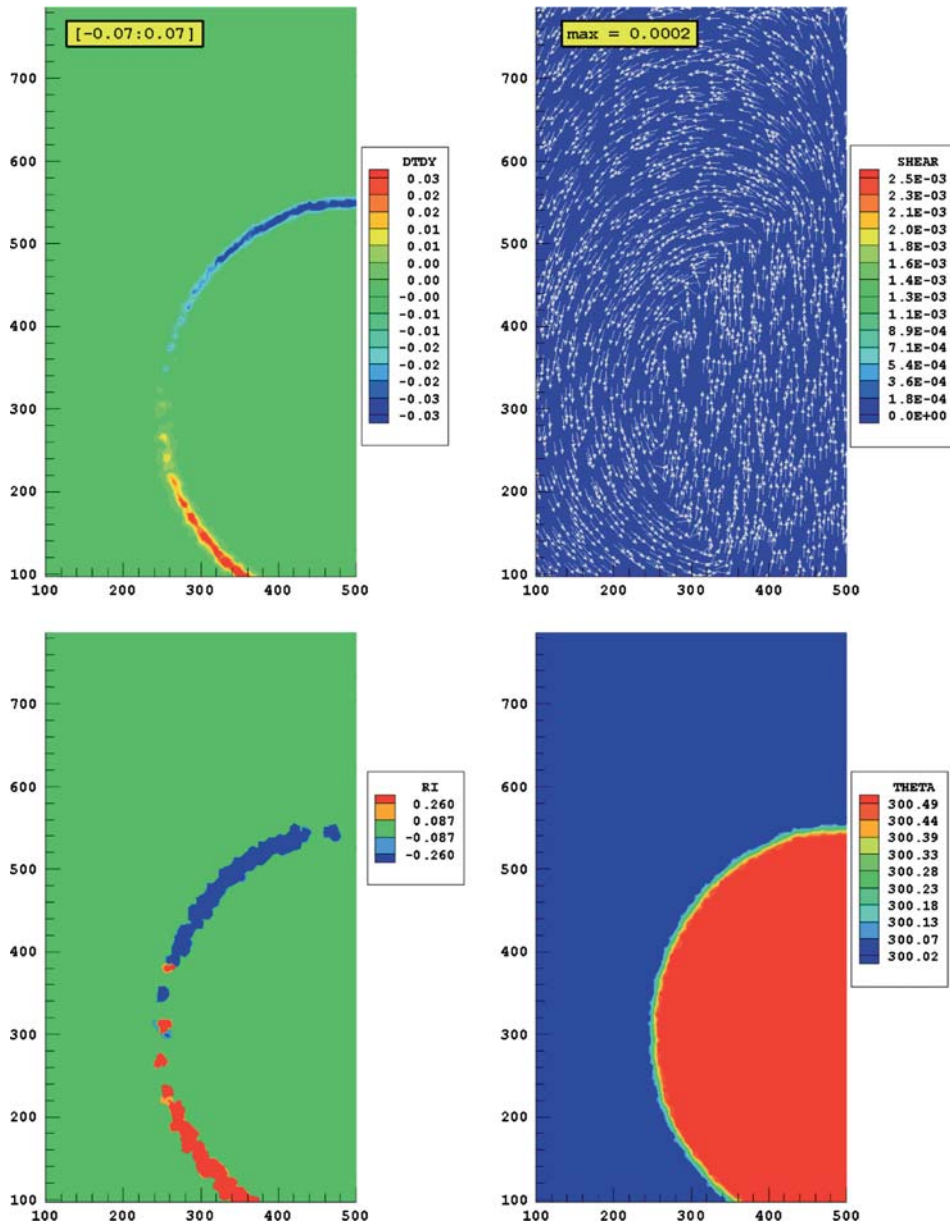 [-0.07:0.07]
700
600
500
400
300
200
100
100 200 300 400 500
DTDY
0.03
0.02
0.02
0.01
0.00
0.00
-0.00
-0.01
-0.01
-0.02
-0.02
-0.03
-0.03
max = 0.0002
700
600
500
400
300
200
100
100 200 300 400 500
SHEAR
2.5E-03
2.3E-03
2.1E-03
2.0E-03
1.8E-03
1.6E-03
1.4E-03
1.3E-03
1.1E-03
8.9E-04
7.1E-04
5.4E-04
3.6E-04
1.8E-04
0.0E+00
700
600
500
400
300
200
100
100 200 300 400 500
RI
0.260
0.087
-0.087
-0.260
700
600
500
400
300
200
100
100 200 300 400 500
THETA
300.49
300.44
300.39
300.33
300.28
300.23
300.18
300.13
300.07
300.02